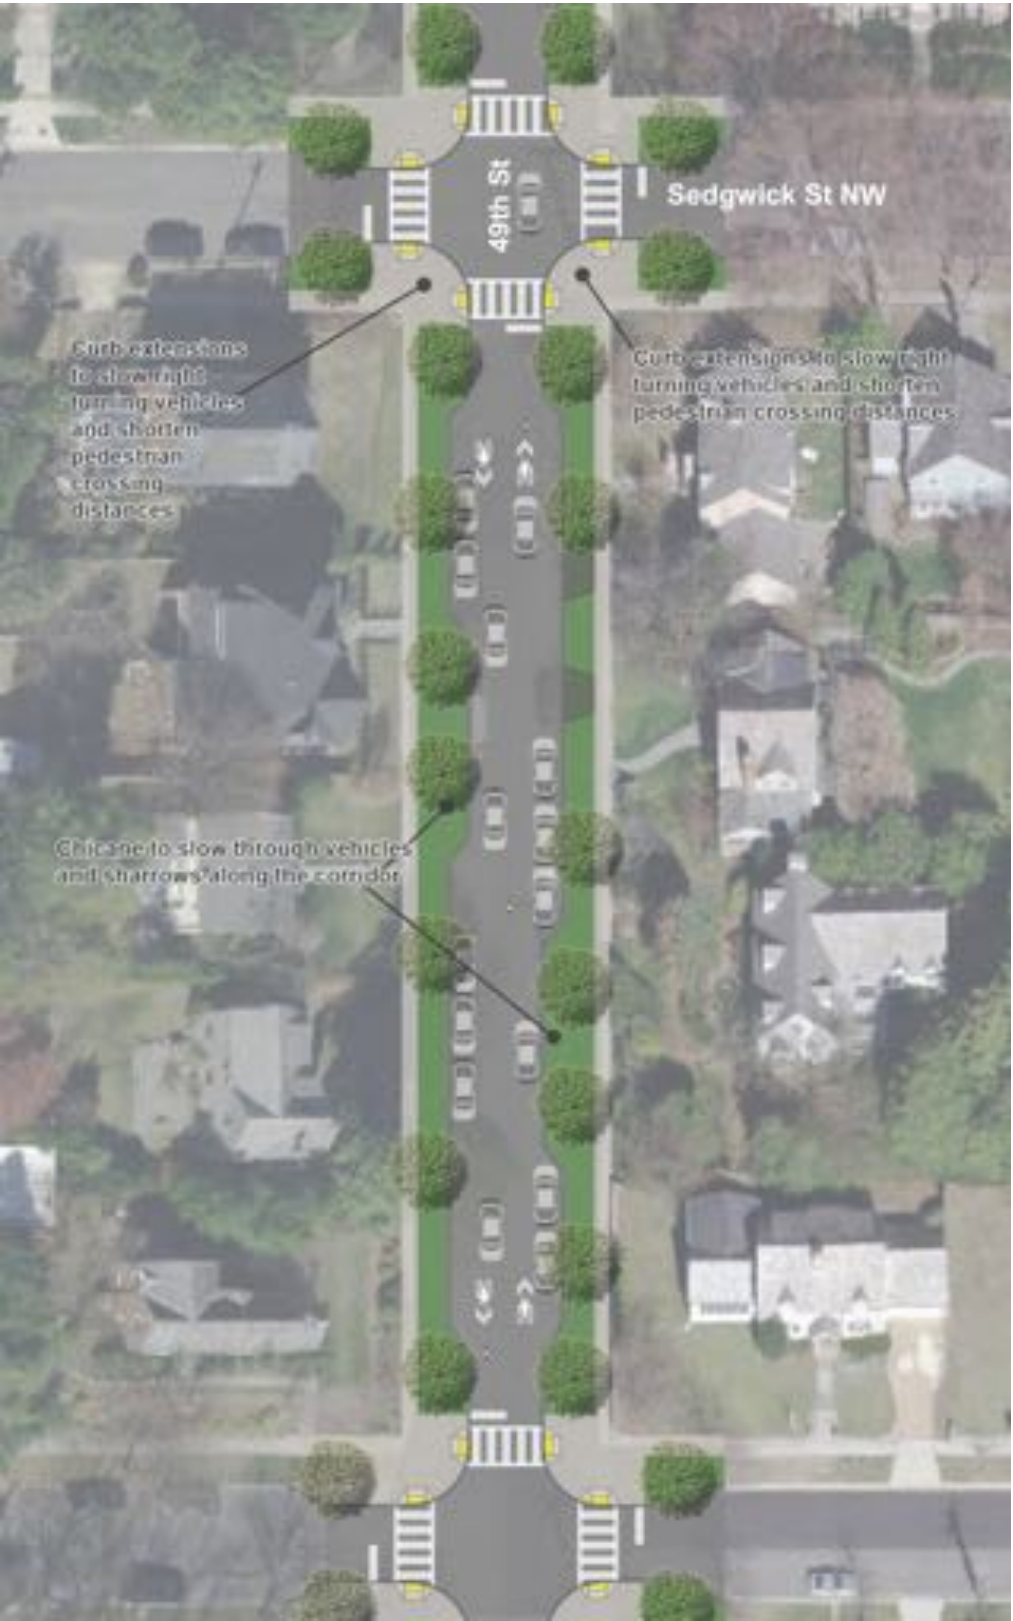 49th St
Sedgwick St NW
Curb extensions
to slow right
turning vehicles
and shorten
pedestrian
crossing
distances
Curb extensions to slow right
turning vehicles and shorten
pedestrian crossing distances
Chicane to slow through vehicles
and sharrows along the corridor